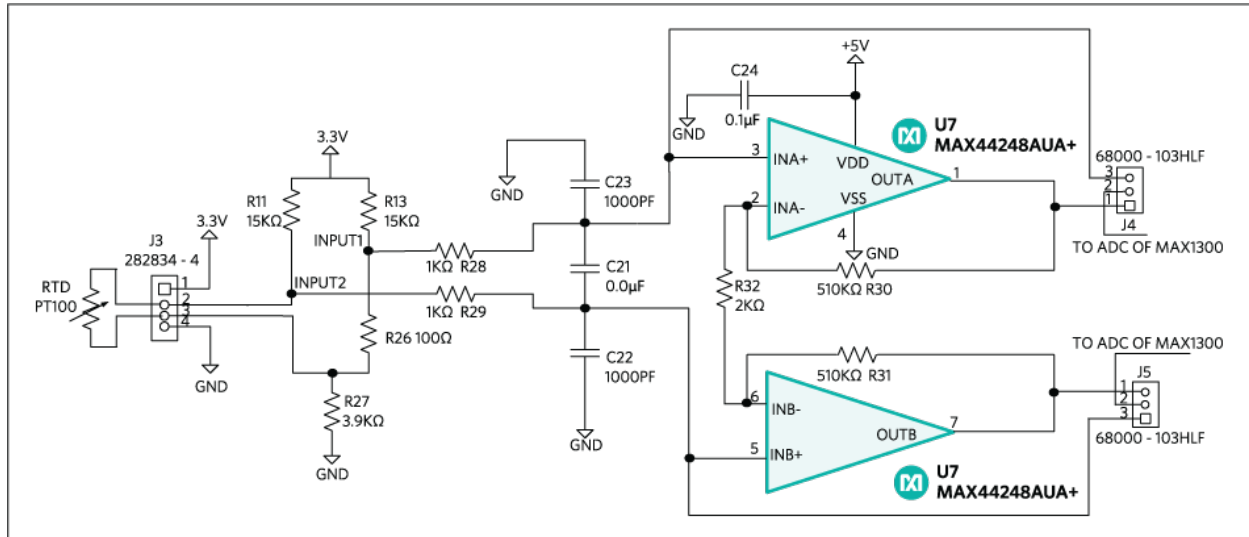 +5V
C24
0.1µF
GND
U7
MAX44248AUA+
3
INA+
VDD
OUTA
1
2
INA-
VSS
4
GND
68000 - 103HLF
3
2
1
J4
TO ADC OF MAX1300
3.3V
GND
C23
1000PF
R11
15KΩ
R13
15KΩ
3.3V
J3
282834 - 4
INPUT1
1KΩ R28
C21
0.0µF
510KΩ R30
R32
2KΩ
RTD
PT100
1
2
3
4
INPUT2
1KΩ R29
R26 100Ω
GND
C22
1000PF
TO ADC OF MAX1300
510KΩ R31
J5
1
2
3
68000 - 103HLF
R27
3.9KΩ
GND
GND
6
INB-
OUTB
7
5
INB+
U7
MAX44248AUA+